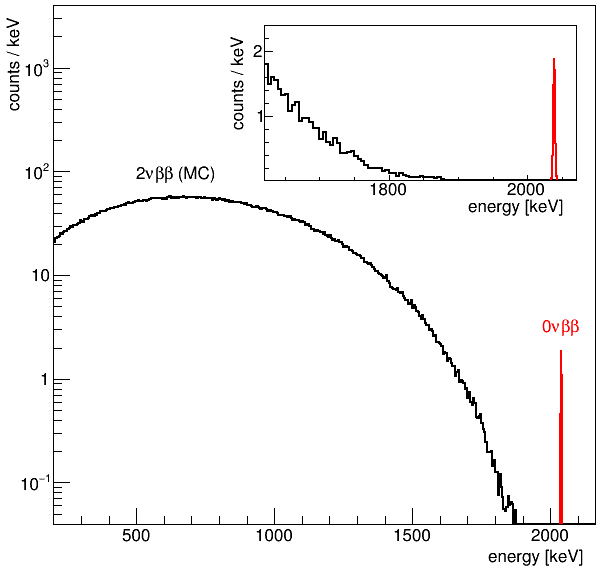 counts / keV
10³
10²
10
1
10⁻¹
2νββ (MC)
0νββ
500
1000
1500
2000
energy [keV]
counts / keV
2
1
1800
2000
energy [keV]